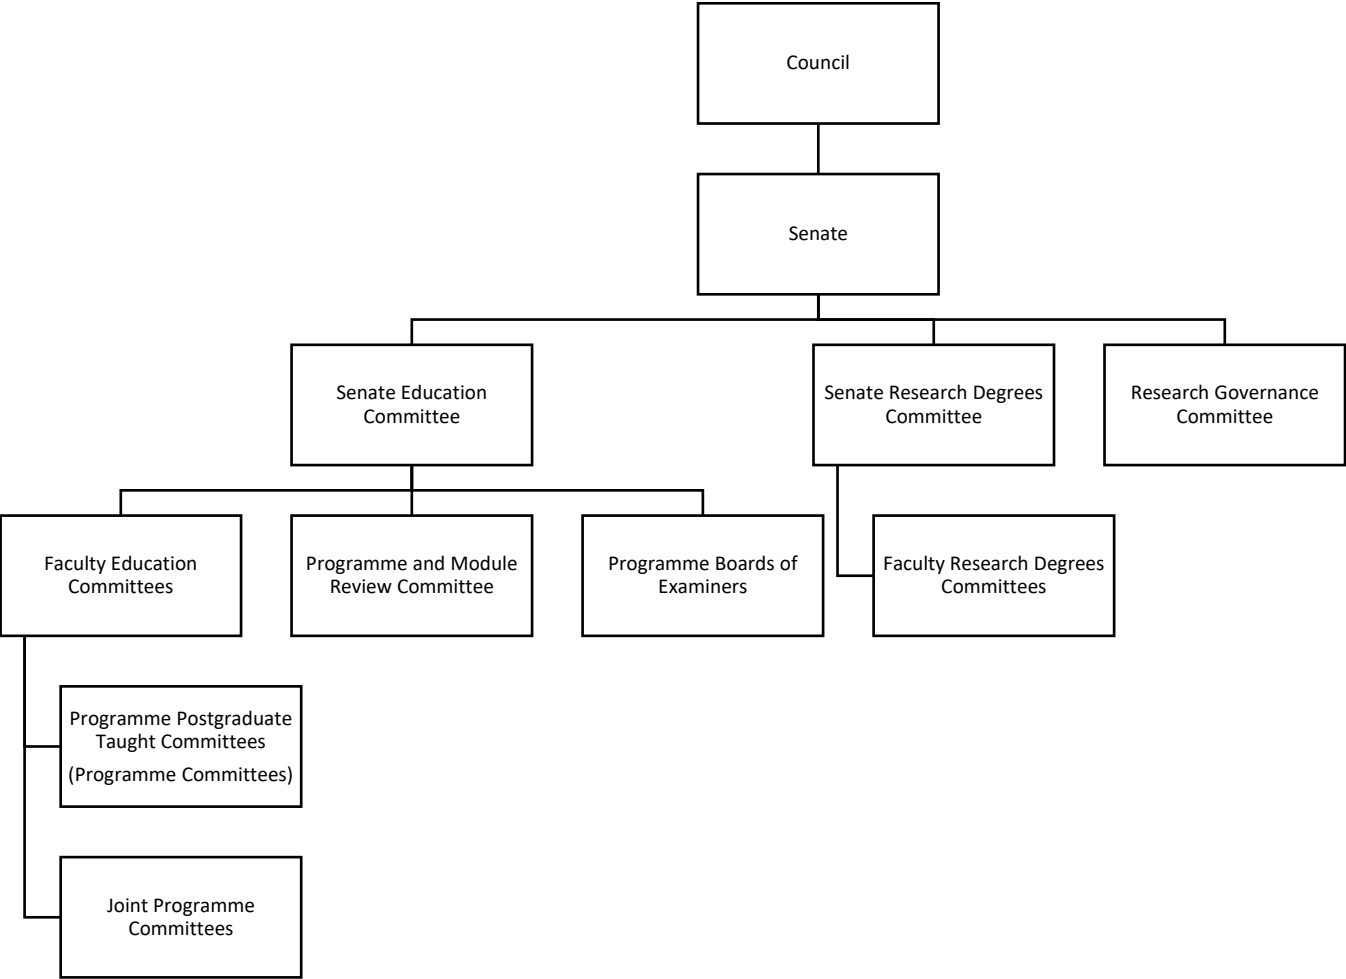 Council
Senate
Senate Education
Committee
Senate Research Degrees
Committee
Research Governance
Committee
Faculty Education
Committees
Programme and Module
Review Committee
Programme Boards of
Examiners
Faculty Research Degrees
Committees
Programme Postgraduate
Taught Committees
(Programme Committees)
Joint Programme
Committees